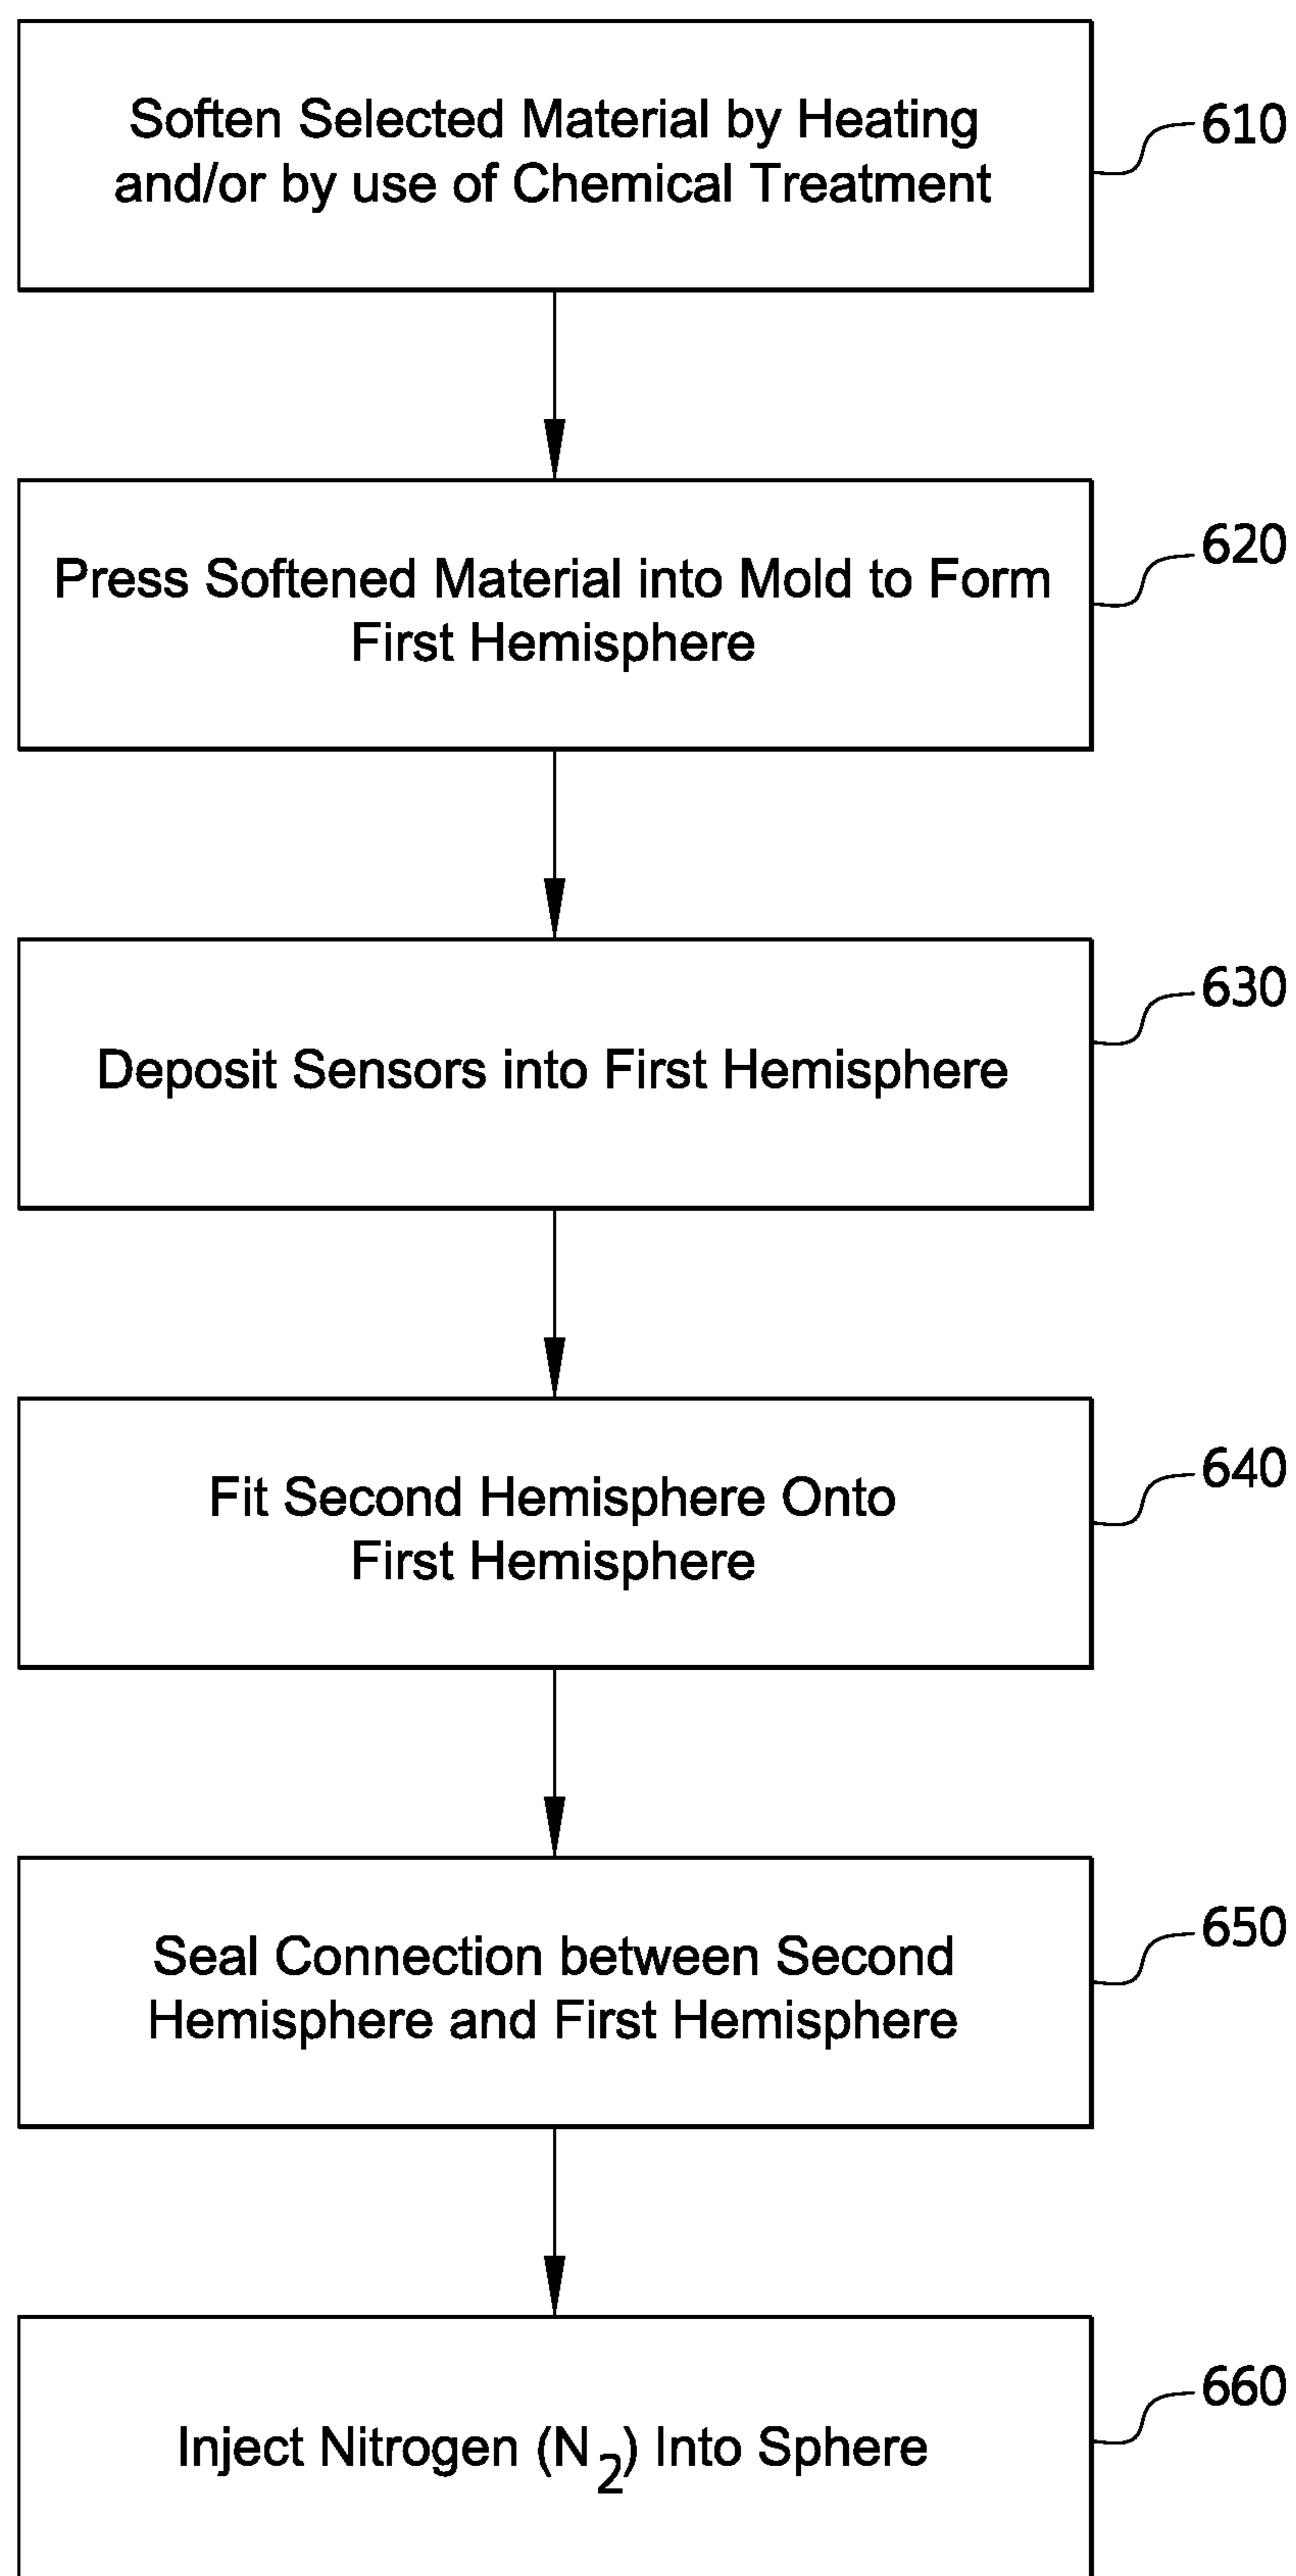 Soften Selected Material by Heating
and/or by use of Chemical Treatment
610
Press Softened Material into Mold to Form
First Hemisphere
620
Deposit Sensors into First Hemisphere
630
Fit Second Hemisphere Onto
First Hemisphere
640
Seal Connection between Second
Hemisphere and First Hemisphere
650
Inject Nitrogen (N2) Into Sphere
660